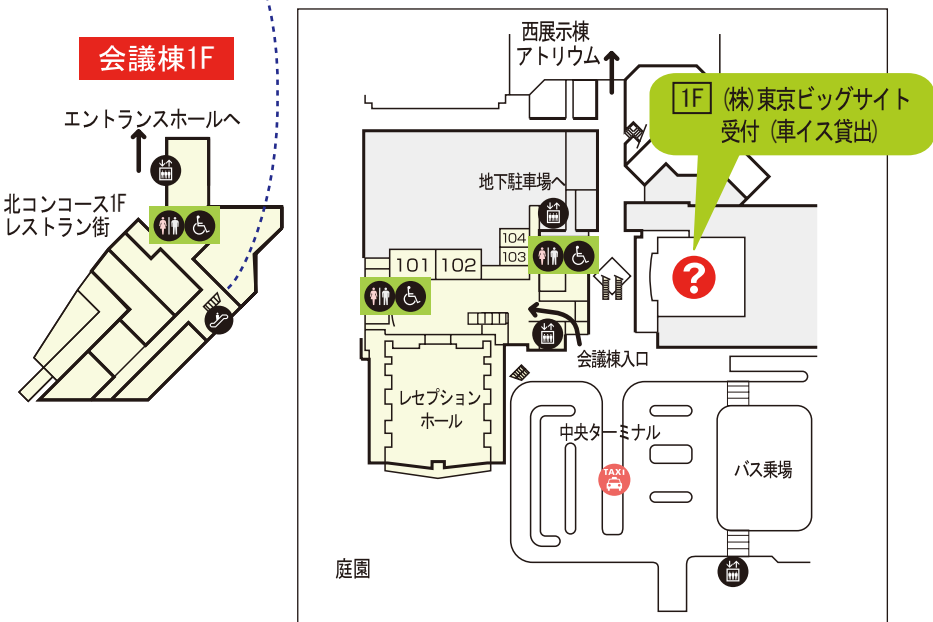 会議棟1F
エントランスホールへ
北コンコース1F
レストラン街
西展示棟
アトリウム
1F (株)東京ビッグサイト
受付(車イス貸出)
地下駐車場へ
104
103
101
102
?
会議棟入口
レセプション
ホール
中央ターミナル
TAXI
バス乗場
庭園